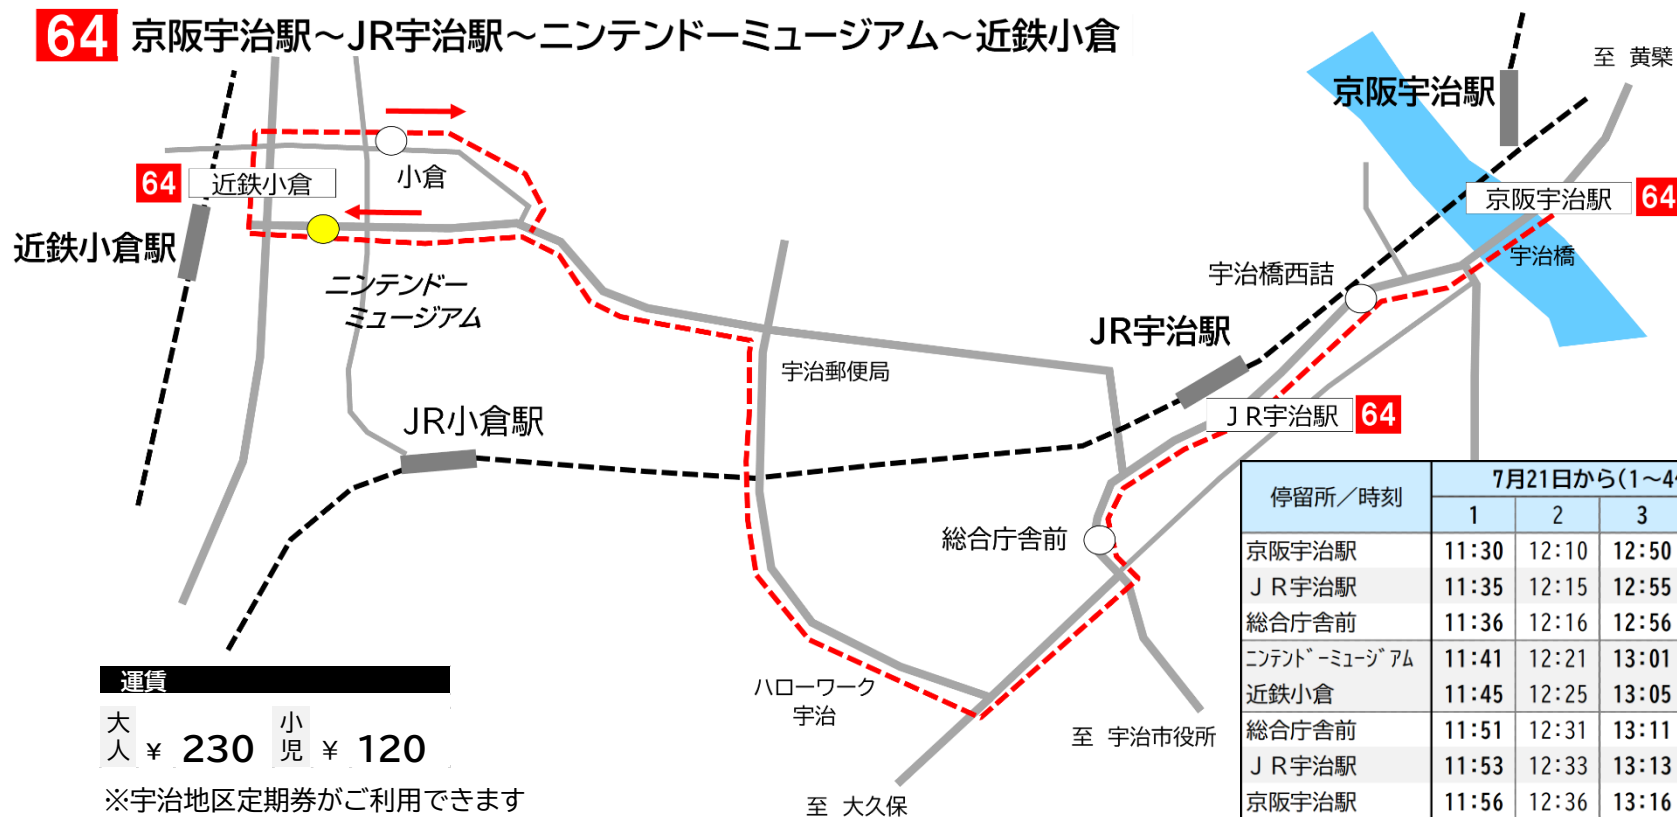 64 京阪宇治駅～JR宇治駅～ニンテンドーミュージアム～近鉄小倉
至 黄檗
京阪宇治駅
小倉
64 近鉄小倉
京阪宇治駅 64
近鉄小倉駅
宇治橋
宇治橋西詰
ニンテンドー
ミュージアム
JR宇治駅
宇治郵便局
JR小倉駅
ＪＲ宇治駅 64
総合庁舎前
ハローワーク
宇治
至 宇治市役所
至 大久保
運賃
大人 ¥ 230 小児 ¥ 120
※宇治地区定期券がご利用できます
停留所／時刻 7月21日から(1～4
1 2 3
京阪宇治駅 11:30 12:10 12:50
ＪＲ宇治駅 11:35 12:15 12:55
総合庁舎前 11:36 12:16 12:56
ﾆﾝﾃﾝﾄﾞｰﾐｭｰｼﾞｱﾑ 11:41 12:21 13:01
近鉄小倉 11:45 12:25 13:05
総合庁舎前 11:51 12:31 13:11
ＪＲ宇治駅 11:53 12:33 13:13
京阪宇治駅 11:56 12:36 13:16